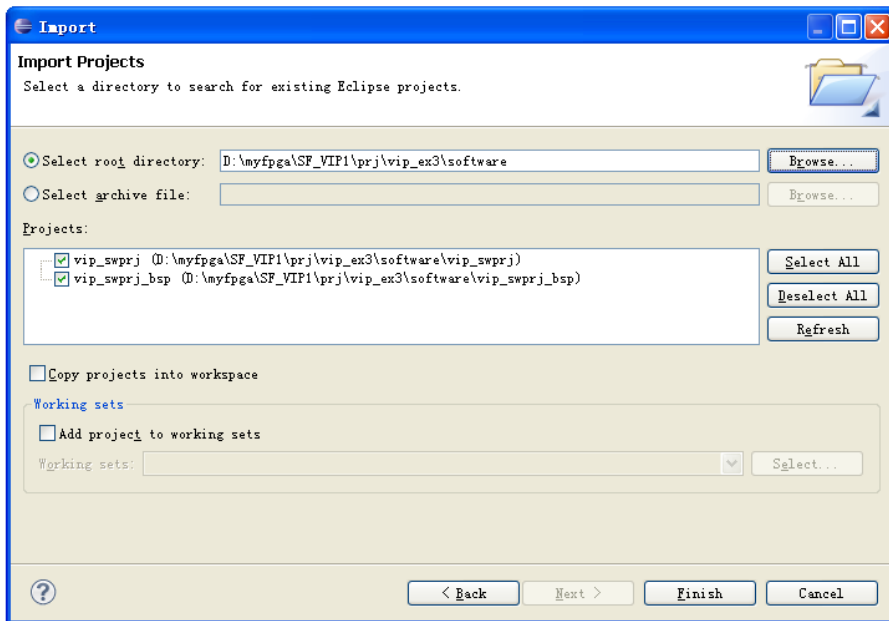 Import
Import Projects
Select a directory to search for existing Eclipse projects.
Select root directory: D:\myfpga\SF_VIP1\prj\vip_ex3\software Browse...
Select archive file: Browse...
Projects:
vip_swprj (D:\myfpga\SF_VIP1\prj\vip_ex3\software\vip_swprj)
vip_swprj_bsp (D:\myfpga\SF_VIP1\prj\vip_ex3\software\vip_swprj_bsp)
Select All
Deselect All
Refresh
Copy projects into workspace
Working sets
Add project to working sets
Working sets: Select...
? < Back Next > Finish Cancel